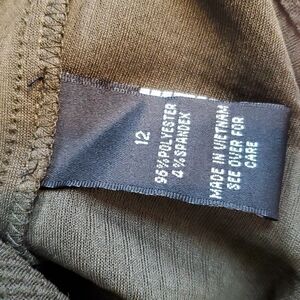 12
96% POLYESTER
4% SPANDEX
MADE IN VIETNAM
SEE OVER FOR
CARE